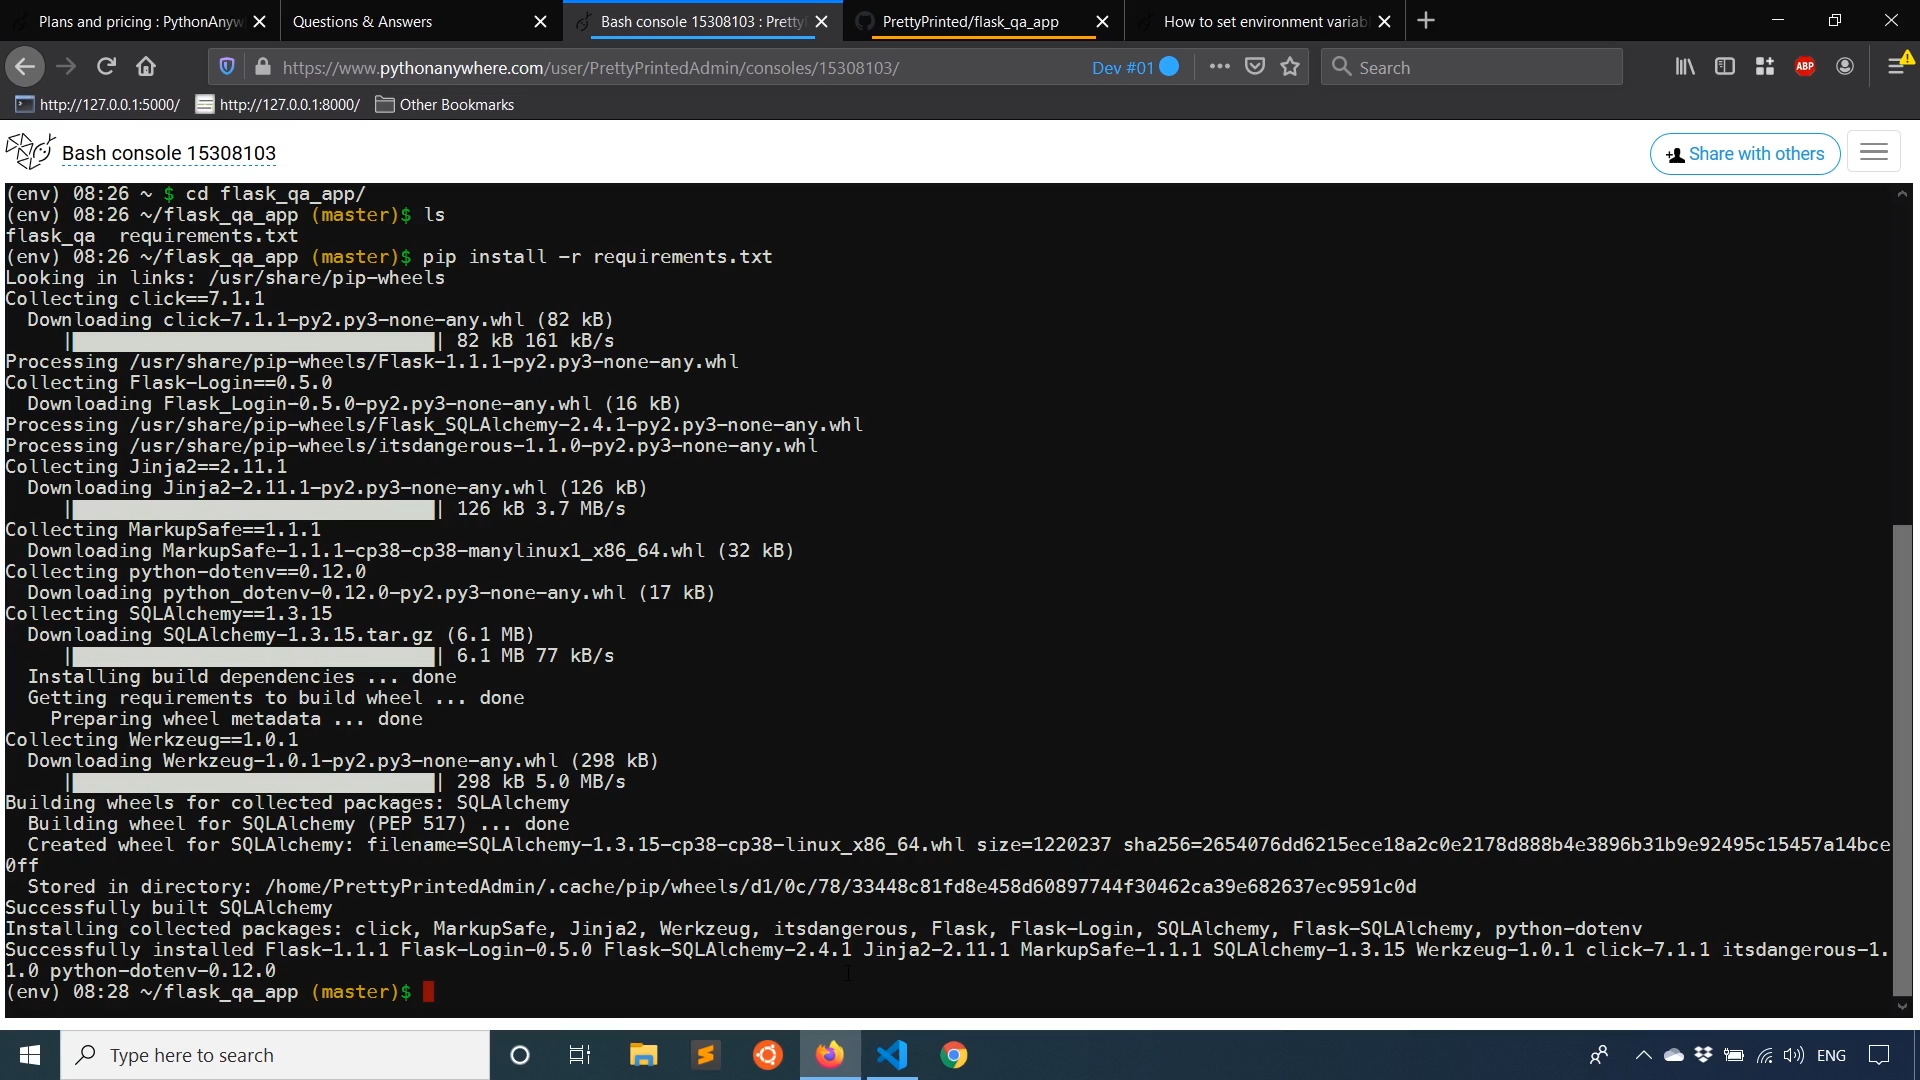 Plans and pricing : PythonAnyw
Questions & Answers
Bash console 15308103 : Pretty
PrettyPrinted/flask_qa_app
How to set environment variab
https://www.pythonanywhere.com/user/PrettyPrintedAdmin/consoles/15308103/
Dev #01
Search
ABP
http://127.0.0.1:5000/
http://127.0.0.1:8000/
Other Bookmarks
Bash console 15308103
Share with others
(env) 08:26 ~ $ cd flask_qa_app/
(env) 08:26 ~/flask_qa_app (master)$ ls
flask_qa  requirements.txt
(env) 08:26 ~/flask_qa_app (master)$ pip install -r requirements.txt
Looking in links: /usr/share/pip-wheels
Collecting click==7.1.1
Downloading click-7.1.1-py2.py3-none-any.whl (82 kB)
| | 82 kB 161 kB/s
Processing /usr/share/pip-wheels/Flask-1.1.1-py2.py3-none-any.whl
Collecting Flask-Login==0.5.0
Downloading Flask_Login-0.5.0-py2.py3-none-any.whl (16 kB)
Processing /usr/share/pip-wheels/Flask_SQLAlchemy-2.4.1-py2.py3-none-any.whl
Processing /usr/share/pip-wheels/itsdangerous-1.1.0-py2.py3-none-any.whl
Collecting Jinja2==2.11.1
Downloading Jinja2-2.11.1-py2.py3-none-any.whl (126 kB)
| | 126 kB 3.7 MB/s
Collecting MarkupSafe==1.1.1
Downloading MarkupSafe-1.1.1-cp38-cp38-manylinux1_x86_64.whl (32 kB)
Collecting python-dotenv==0.12.0
Downloading python_dotenv-0.12.0-py2.py3-none-any.whl (17 kB)
Collecting SQLAlchemy==1.3.15
Downloading SQLAlchemy-1.3.15.tar.gz (6.1 MB)
| | 6.1 MB 77 kB/s
Installing build dependencies ... done
Getting requirements to build wheel ... done
Preparing wheel metadata ... done
Collecting Werkzeug==1.0.1
Downloading Werkzeug-1.0.1-py2.py3-none-any.whl (298 kB)
| | 298 kB 5.0 MB/s
Building wheels for collected packages: SQLAlchemy
Building wheel for SQLAlchemy (PEP 517) ... done
Created wheel for SQLAlchemy: filename=SQLAlchemy-1.3.15-cp38-cp38-linux_x86_64.whl size=1220237 sha256=2654076dd6215ece18a2c0e2178d888b4e3896b31b9e92495c15457a14bce
0ff
Stored in directory: /home/PrettyPrintedAdmin/.cache/pip/wheels/d1/0c/78/33448c81fd8e458d60897744f30462ca39e682637ec9591c0d
Successfully built SQLAlchemy
Installing collected packages: click, MarkupSafe, Jinja2, Werkzeug, itsdangerous, Flask, Flask-Login, SQLAlchemy, Flask-SQLAlchemy, python-dotenv
Successfully installed Flask-1.1.1 Flask-Login-0.5.0 Flask-SQLAlchemy-2.4.1 Jinja2-2.11.1 MarkupSafe-1.1.1 SQLAlchemy-1.3.15 Werkzeug-1.0.1 click-7.1.1 itsdangerous-1.
1.0 python-dotenv-0.12.0
(env) 08:28 ~/flask_qa_app (master)$
Type here to search
ENG